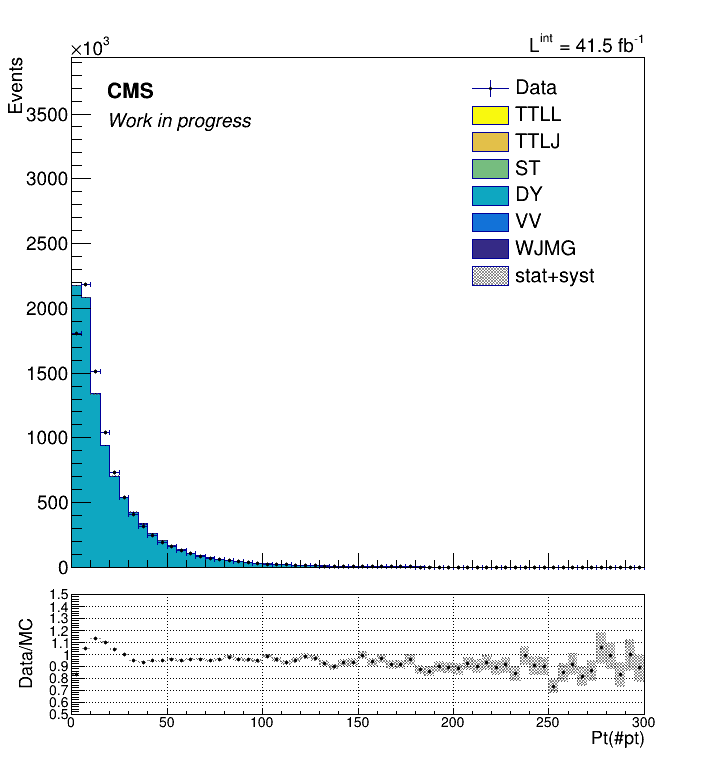 ×10³
L^int = 41.5 fb⁻¹
Events
CMS
Work in progress
Data
TTLL
TTLJ
ST
DY
VV
WJMG
stat+syst
3500
3000
2500
2000
1500
1000
500
0
Data/MC
1.5
1.4
1.3
1.2
1.1
1
0.9
0.8
0.7
0.6
0.5
0 50 100 150 200 250 300
Pt(#pt)